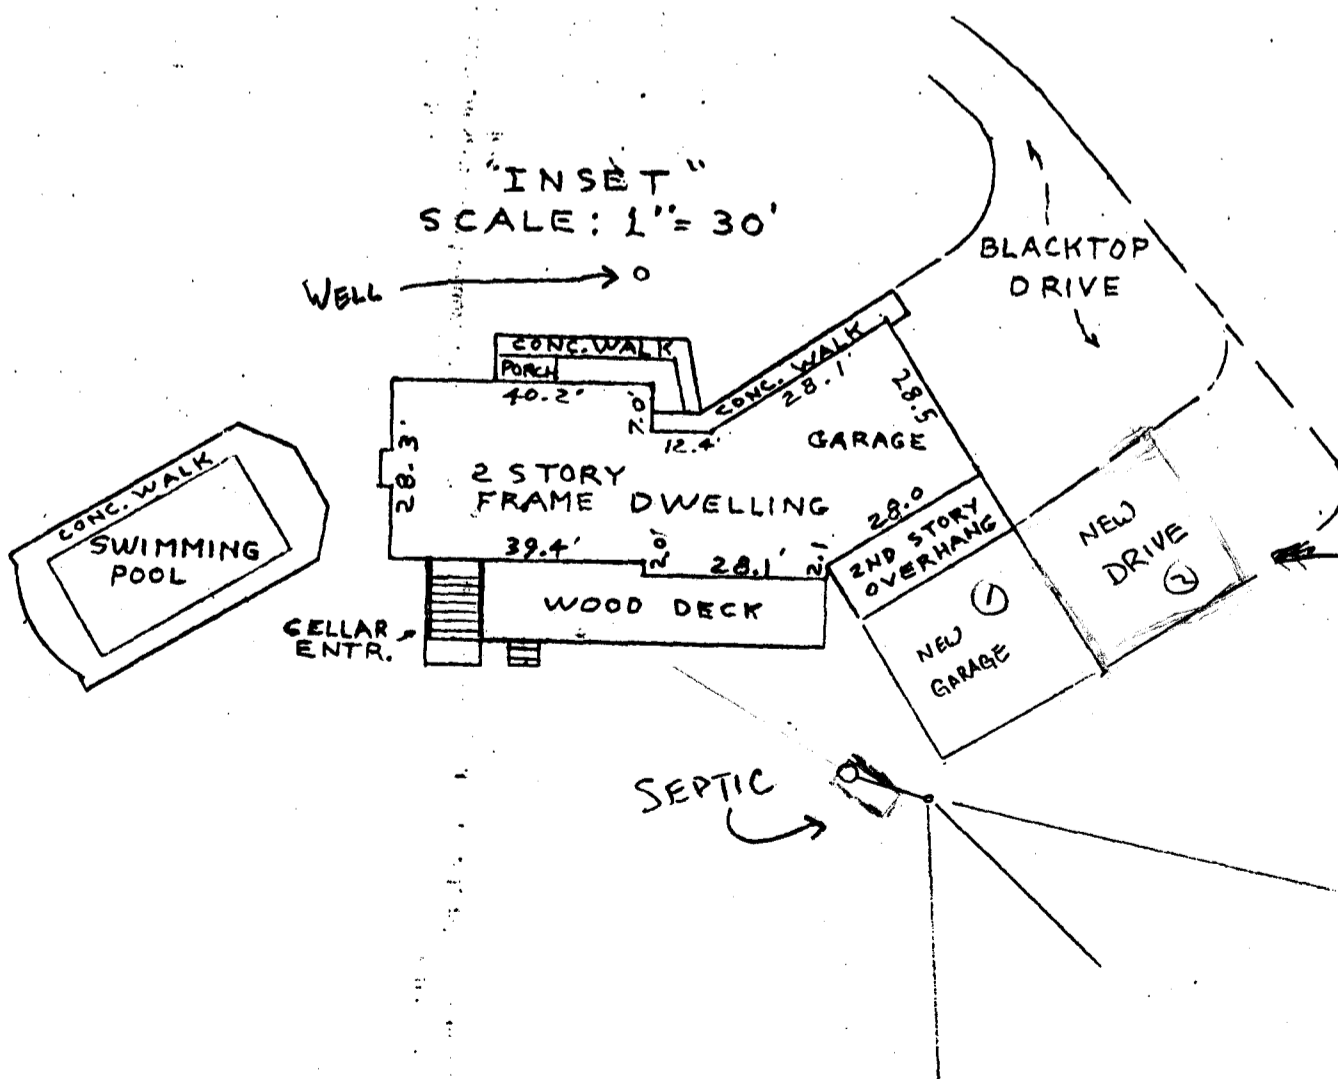 "INSET"
SCALE: 1"= 30'
WELL
BLACKTOP
DRIVE
CONC. WALK
PORCH
40.2'
7.0'
12.4'
CONC. WALK
28.1'
28.5
GARAGE
28.3'
2 STORY
FRAME DWELLING
28.0
2ND STORY
OVERHANG
39.4'
2.0'
28.1'
2.1
WOOD DECK
CELLAR
ENTR.
CONC. WALK
SWIMMING
POOL
NEW
DRIVE
2
1
NEW
GARAGE
SEPTIC